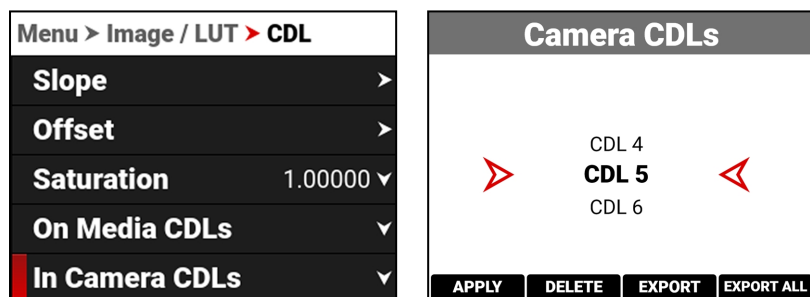 Menu > Image / LUT > CDL
Slope
Offset
Saturation 1.00000
On Media CDLs
In Camera CDLs
Camera CDLs
CDL 4
CDL 5
CDL 6
APPLY DELETE EXPORT EXPORT ALL